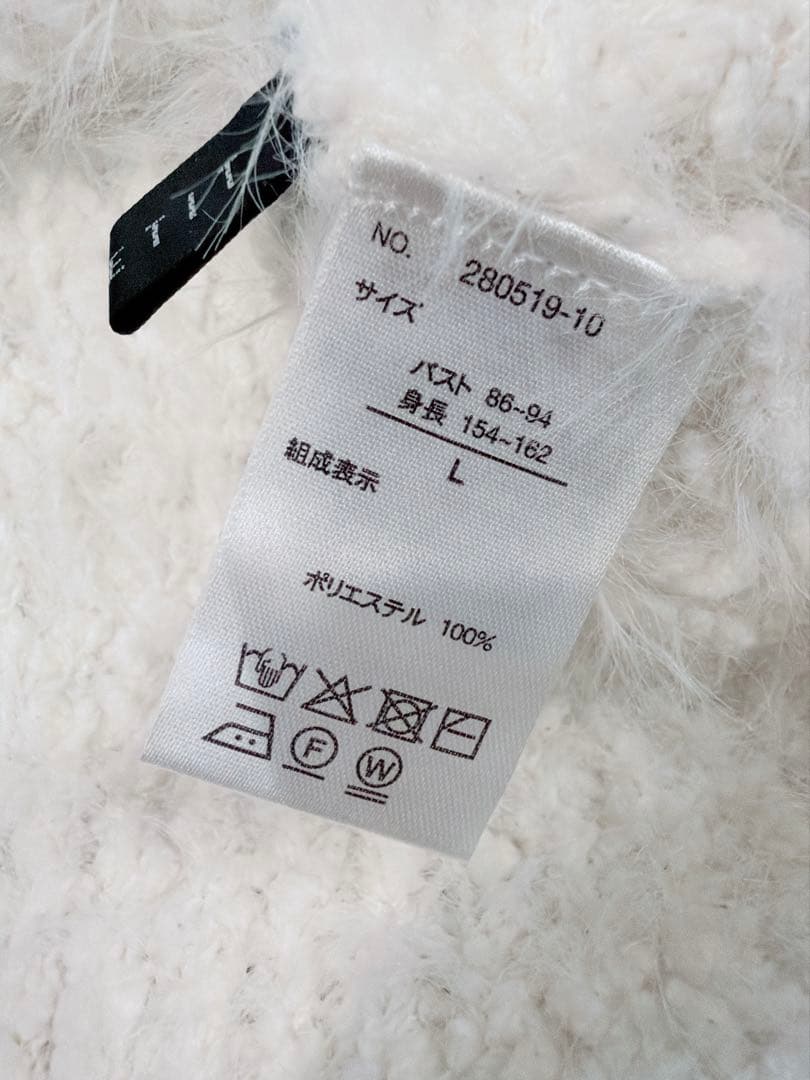 NO. 280519-10
サイズ
バスト 86~94
身長 154~162
L
組成表示
ポリエステル 100%
F
W